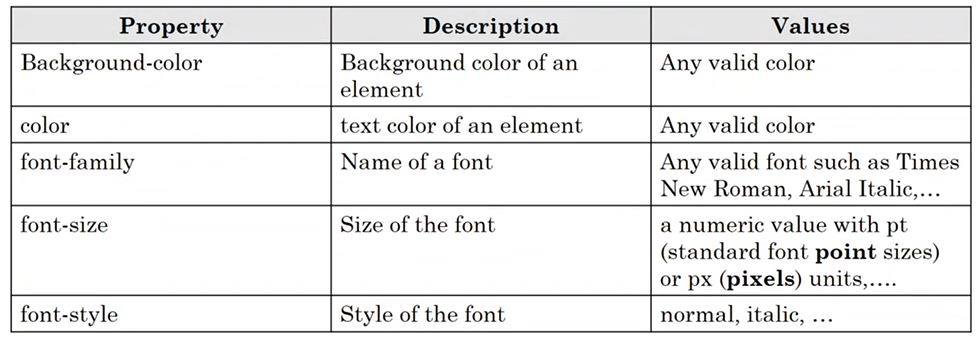 Property Description Values
Background-color Background color of an Any valid color
element
color text color of an element Any valid color
font-family Name of a font Any valid font such as Times
New Roman, Arial Italic,...
font-size Size of the font a numeric value with pt
(standard font point sizes)
or px (pixels) units,....
font-style Style of the font normal, italic, ...